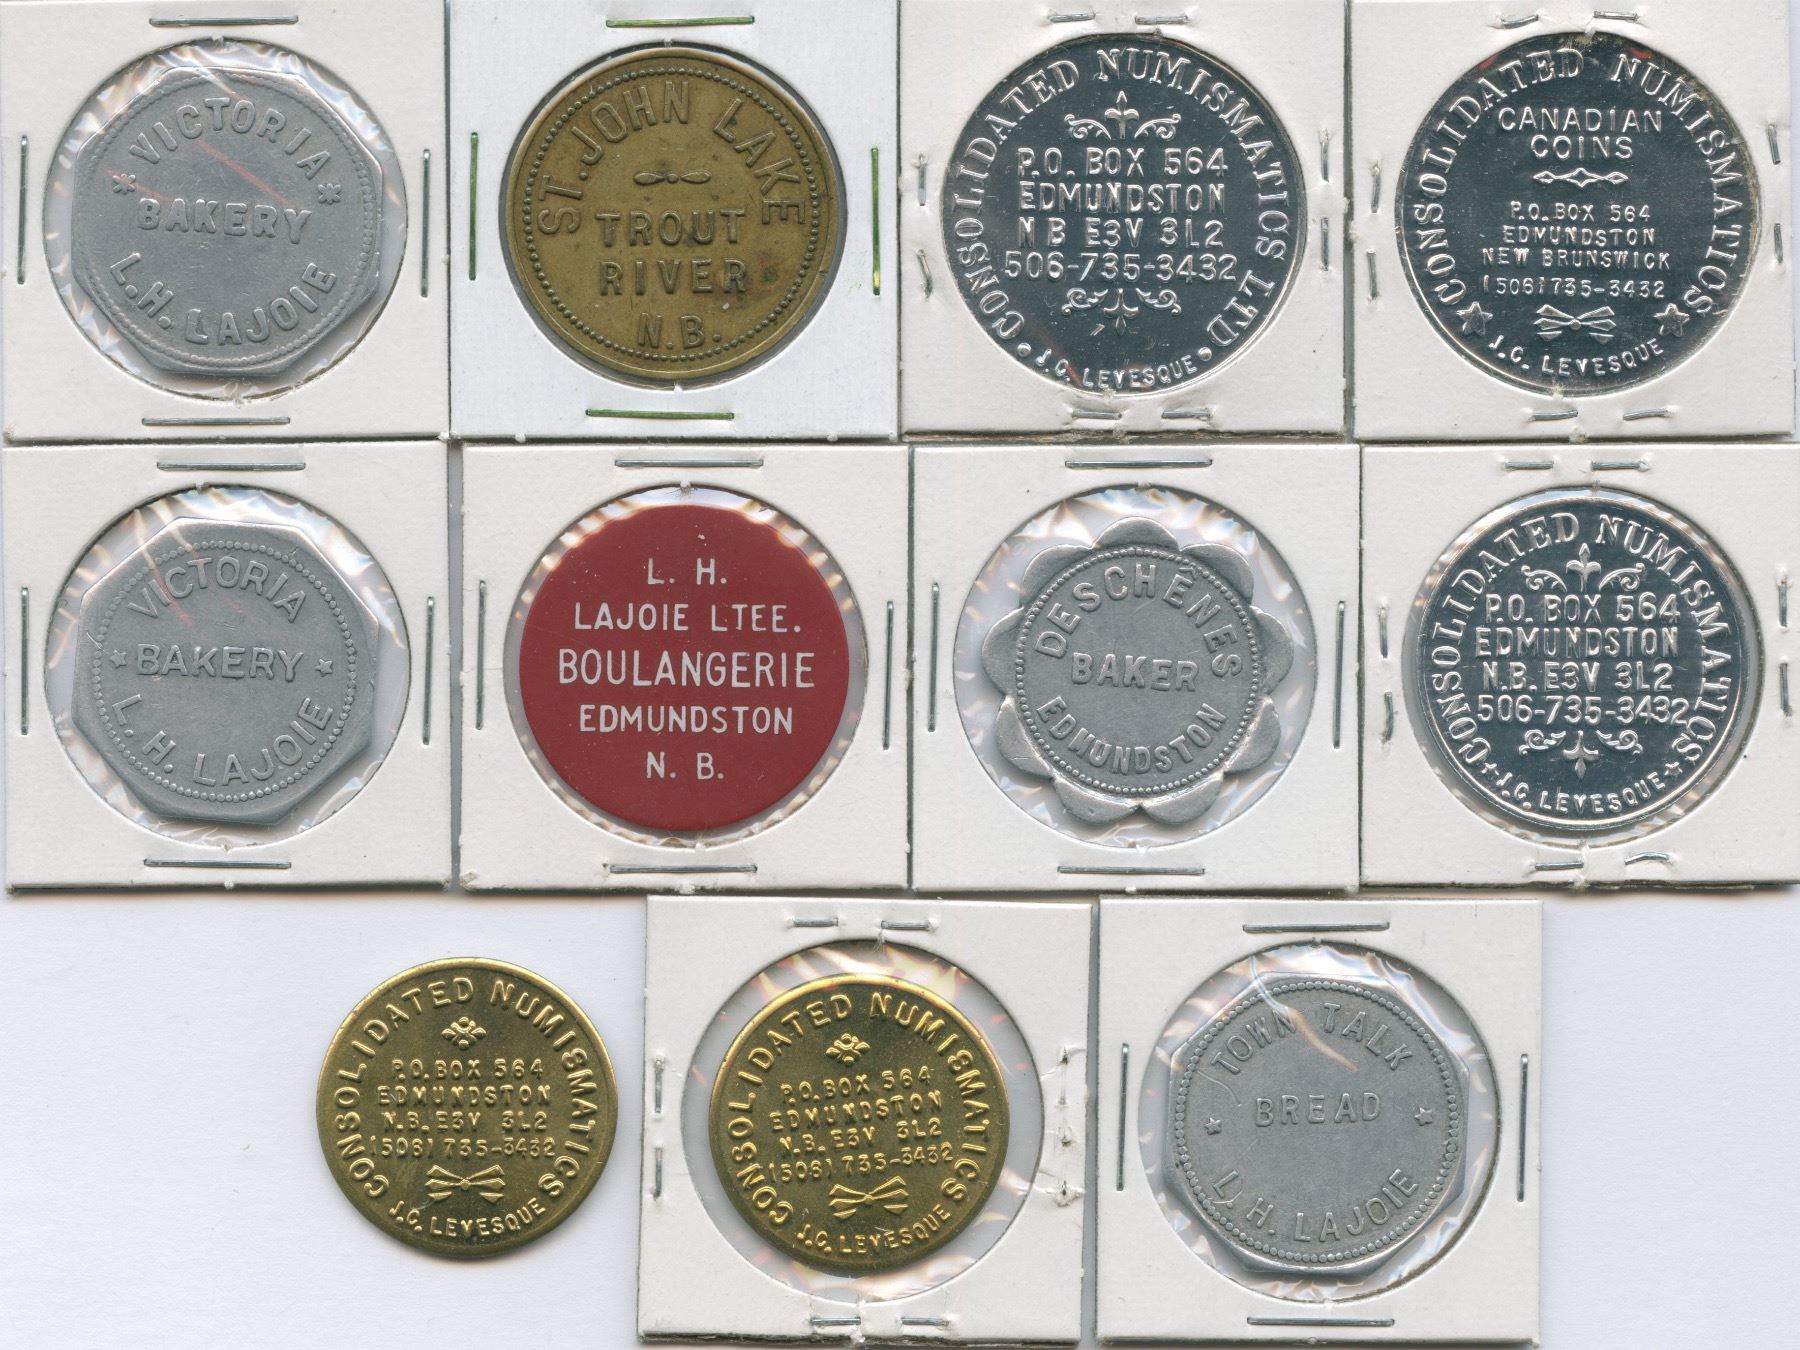 VICTORIA
BAKERY
L.H. LAJOIE
ST. JOHN LAKE
TROUT
RIVER
N.B.
CONSOLIDATED NUMISMATICS LTD
P.O. BOX 564
EDMUNDSTON
N B E3V 3L2
506-735-3432
J.C. LEVESQUE
CONSOLIDATED NUMISMATICS
CANADIAN
COINS
P.O. BOX 564
EDMUNDSTON
NEW BRUNSWICK
(506) 735-3432
J.C. LEVESQUE
VICTORIA
BAKERY
L. H. LAJOIE
L. H.
LAJOIE LTEE.
BOULANGERIE
EDMUNDSTON
N. B.
DESCHÊNES
BAKER
EDMUNDSTON
CONSOLIDATED NUMISMATICS
P.O. BOX 564
EDMUNDSTON
N.B. E3V 3L2
506-735-3432
J.C. LEVESQUE
CONSOLIDATED NUMISMATICS
P.O. BOX 564
EDMUNDSTON
N.B. E3V 3L2
(506) 735-3432
J.C. LEVESQUE
CONSOLIDATED NUMISMATICS
P.O. BOX 564
EDMUNDSTON
N.B. E3V 3L2
(506) 735-3432
J.C. LEVESQUE
TOWN TALK
BREAD
L. H. LAJOIE